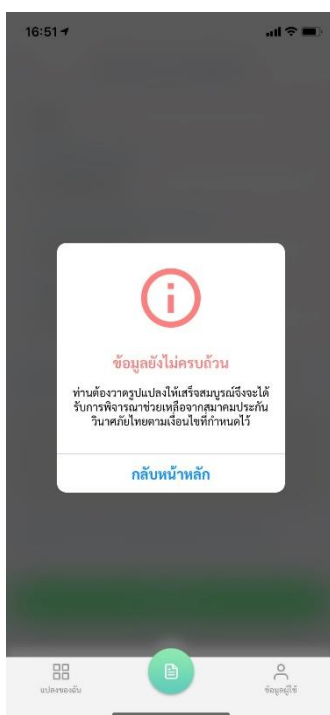 16:51
ข้อมูลยังไม่ครบถ้วน
ท่านต้องวาดรูปแปลงให้เสร็จสมบูรณ์จึงจะได้
รับการพิจารณาช่วยเหลือจากสมาคมประกัน
วินาศภัยไทยตามเงื่อนไขที่กำหนดไว้
กลับหน้าหลัก
แปลงของฉัน
ข้อมูลผู้ใช้